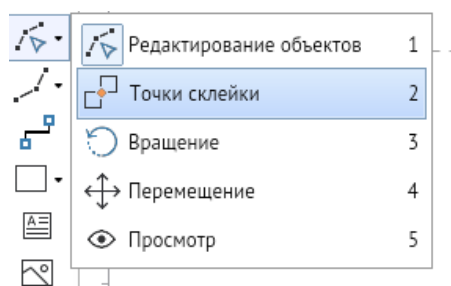 Редактирование объектов 1
Точки склейки 2
Вращение 3
Перемещение 4
Просмотр 5